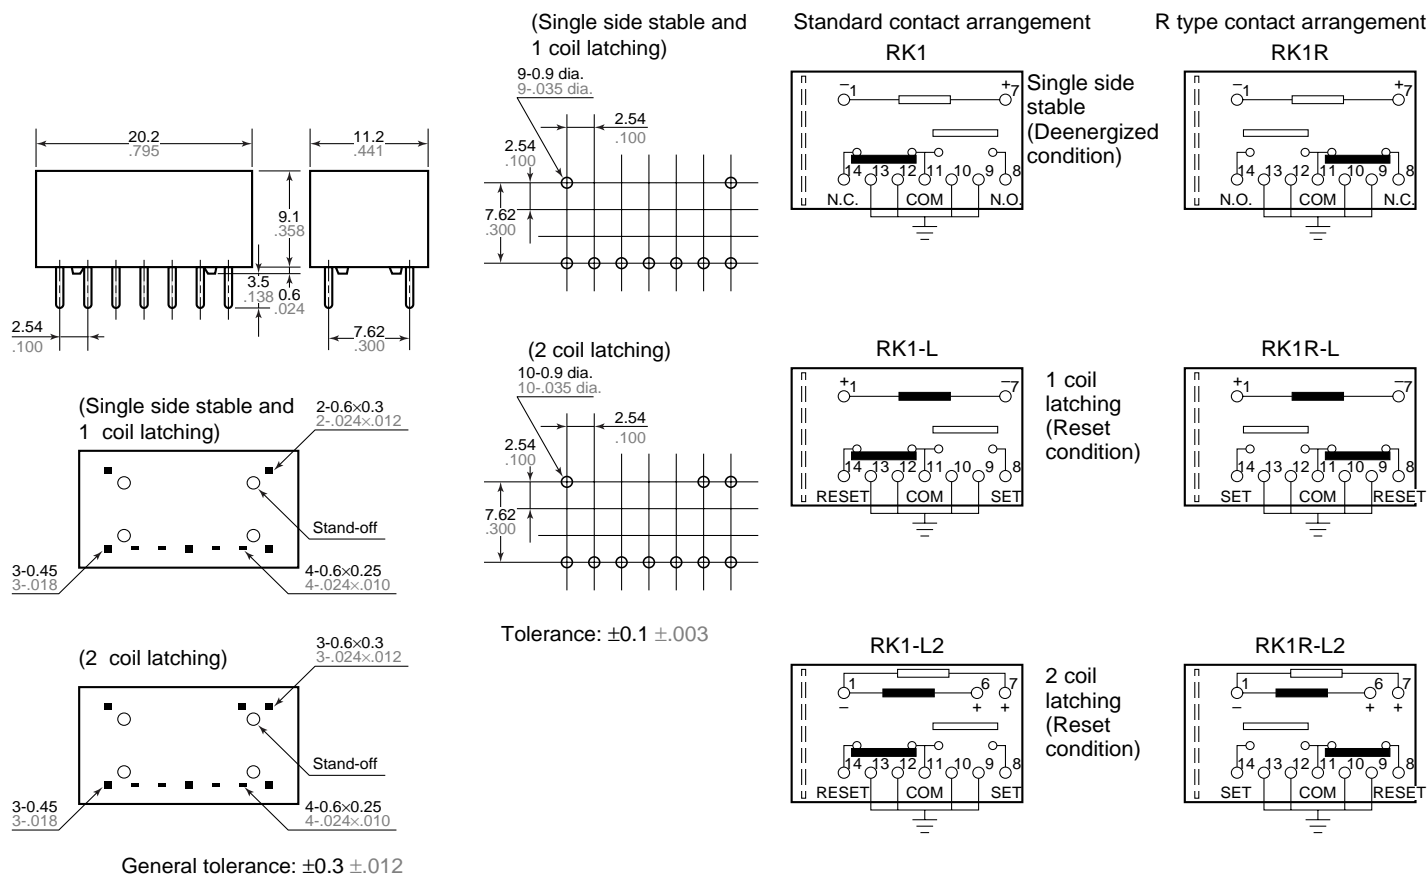 20.2
.795
11.2
.441
9.1
.358
3.5
.138
0.6
.024
2.54
.100
7.62
.300
(Single side stable and
1 coil latching)
2-0.6×0.3
2-.024×.012
Stand-off
3-0.45
3-.018
4-0.6×0.25
4-.024×.010
(2 coil latching)
3-0.6×0.3
3-.024×.012
Stand-off
3-0.45
3-.018
4-0.6×0.25
4-.024×.010
General tolerance: ±0.3 ±.012
(Single side stable and
1 coil latching)
9-0.9 dia.
9-.035 dia.
2.54
.100
2.54
.100
7.62
.300
(2 coil latching)
10-0.9 dia.
10-.035 dia.
2.54
.100
2.54
.100
7.62
.300
Tolerance: ±0.1 ±.003
Standard contact arrangement
R type contact arrangement
RK1
− 1 + 7
14 13 12 11 10 9 8
N.C. COM N.O.
Single side
stable
(Deenergized
condition)
RK1R
− 1 + 7
14 13 12 11 10 9 8
N.O. COM N.C.
RK1-L
+ 1 − 7
14 13 12 11 10 9 8
RESET COM SET
1 coil
latching
(Reset
condition)
RK1R-L
+ 1 − 7
14 13 12 11 10 9 8
SET COM RESET
RK1-L2
1 6 7
− + +
14 13 12 11 10 9 8
RESET COM SET
2 coil
latching
(Reset
condition)
RK1R-L2
1 6 7
− + +
14 13 12 11 10 9 8
SET COM RESET